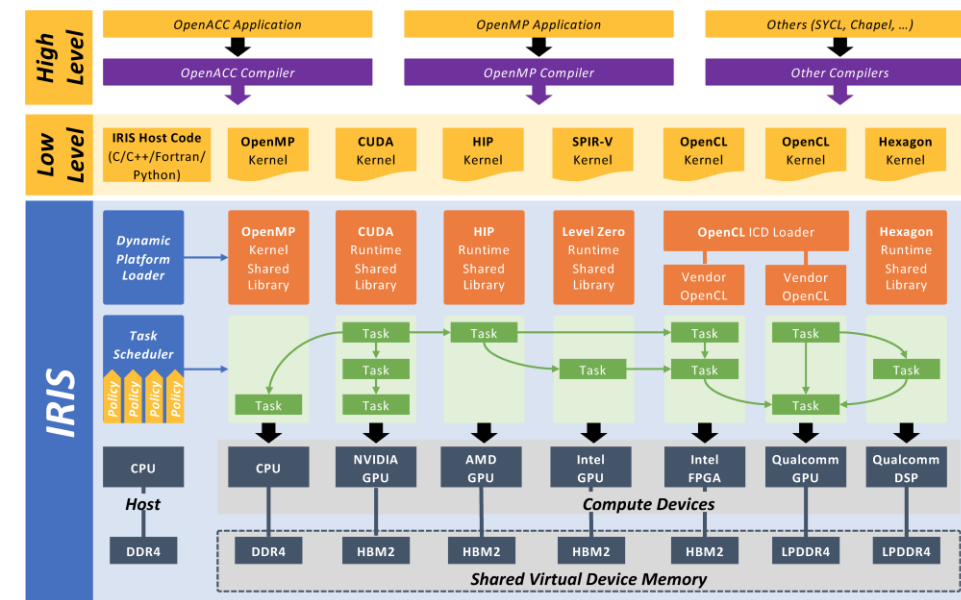 High
Level
OpenACC Application
OpenMP Application
Others (SYCL, Chapel, …)
OpenACC Compiler
OpenMP Compiler
Other Compilers
Low
Level
IRIS Host Code
(C/C++/Fortran/
Python)
OpenMP
Kernel
CUDA
Kernel
HIP
Kernel
SPIR-V
Kernel
OpenCL
Kernel
OpenCL
Kernel
Hexagon
Kernel
IRIS
Dynamic
Platform
Loader
OpenMP
Kernel
Shared
Library
CUDA
Runtime
Shared
Library
HIP
Runtime
Shared
Library
Level Zero
Runtime
Shared
Library
OpenCL ICD Loader
Vendor
OpenCL
Vendor
OpenCL
Hexagon
Runtime
Shared
Library
Task
Scheduler
Policy
Policy
Policy
Policy
Task
Task
Task
Task
Task
Task
Task
Task
Task
Task
Task
Task
CPU
Host
DDR4
CPU
NVIDIA
GPU
AMD
GPU
Intel
GPU
Intel
FPGA
Qualcomm
GPU
Qualcomm
DSP
Compute Devices
DDR4
HBM2
HBM2
HBM2
HBM2
LPDDR4
LPDDR4
Shared Virtual Device Memory